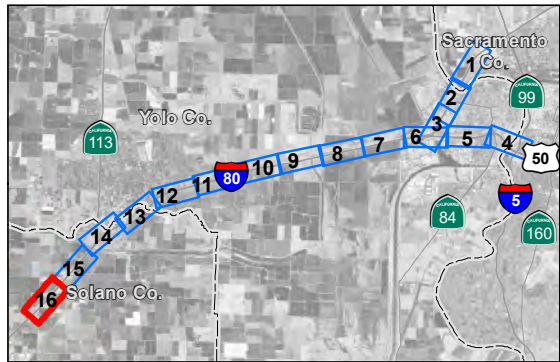 Sacramento
Co.
1
2
3
4
5
6
7
8
9
10
11
12
13
14
15
16
Yolo Co.
Solano Co.
CALIFORNIA
99
CALIFORNIA
113
80
50
5
CALIFORNIA
84
CALIFORNIA
160